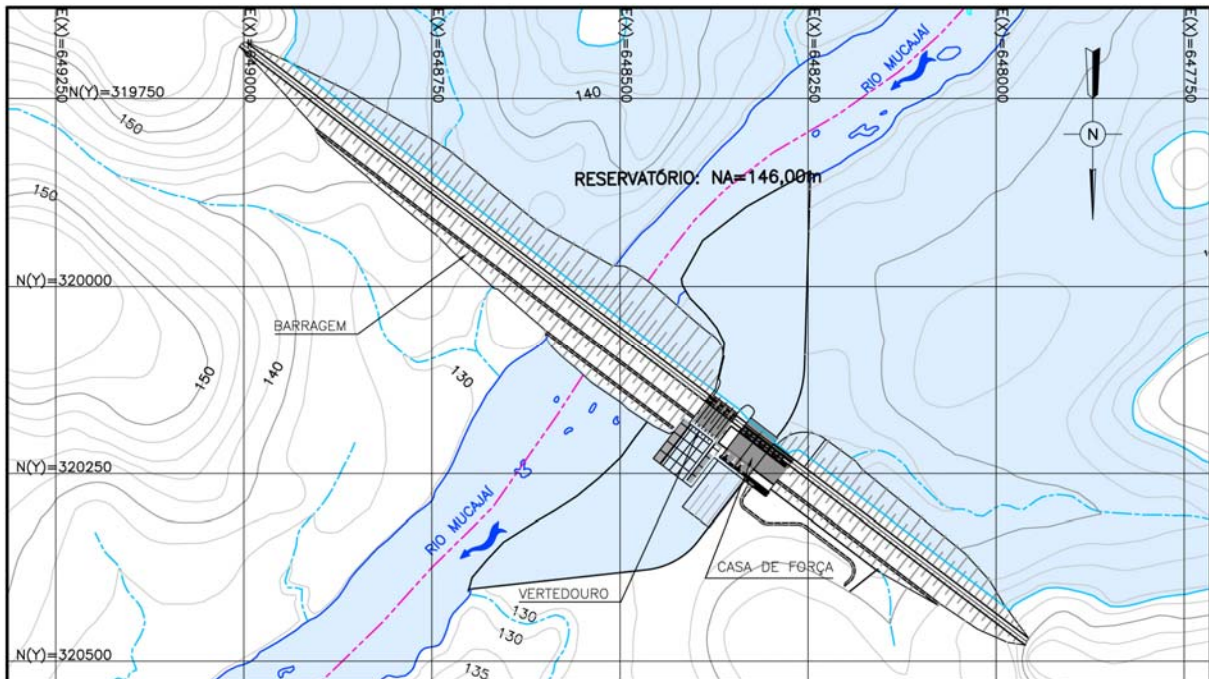 E(X)=649250
E(X)=649000
E(X)=648750
E(X)=648500
E(X)=648250
E(X)=648000
E(X)=647750
RIO MUCAJAÍ
N(Y)=319750
140
150
N
RESERVATÓRIO: NA=146,00m
150
N(Y)=320000
BARRAGEM
150
140
130
N(Y)=320250
RIO MUCAJAÍ
CASA DE FORÇA
VERTEDOURO
130
130
N(Y)=320500
135